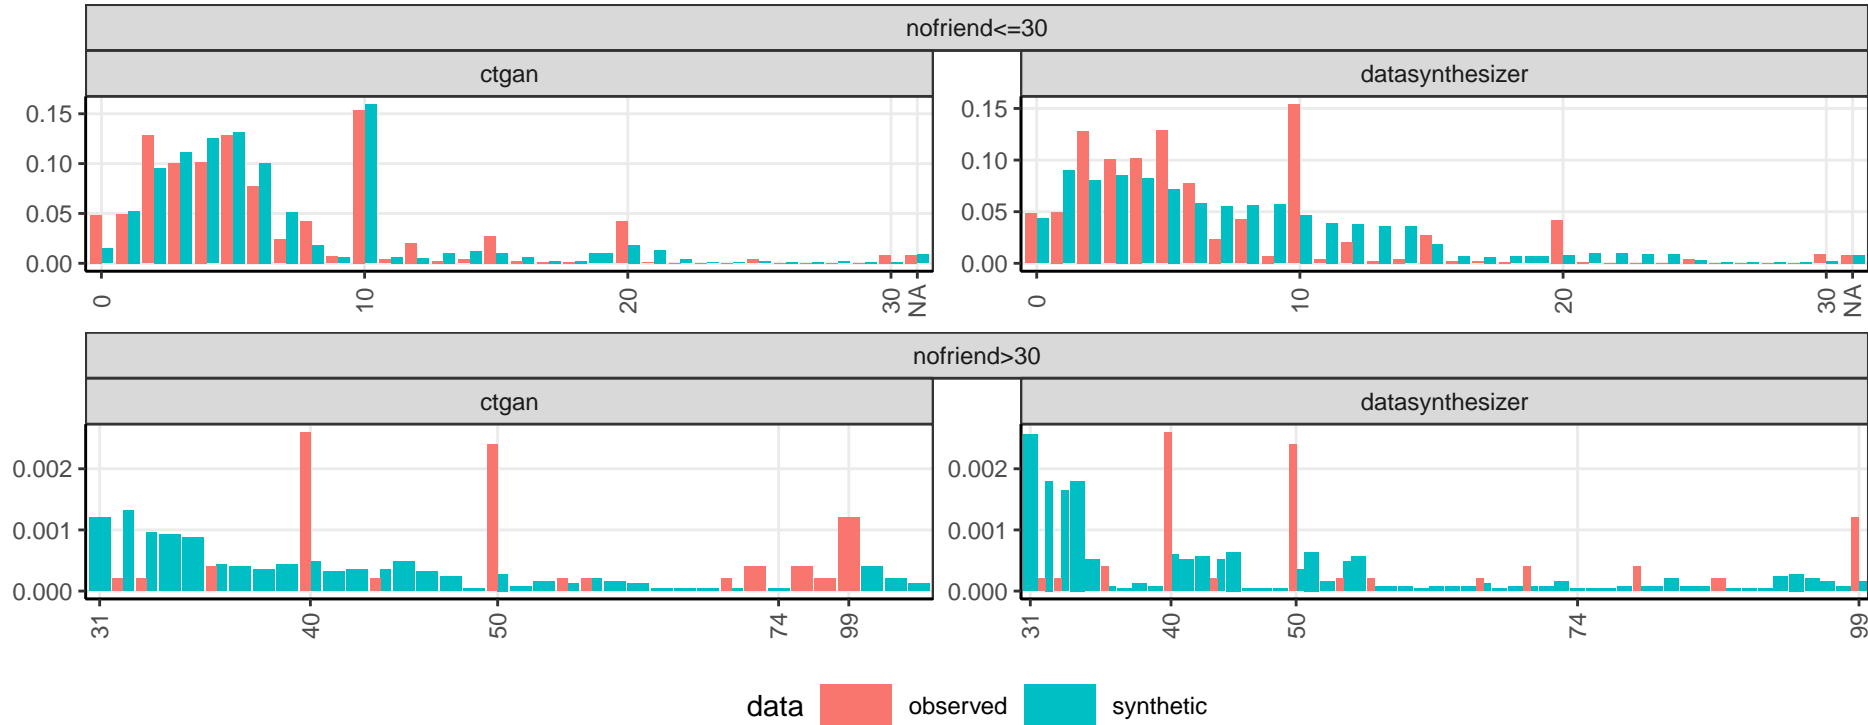 nofriend<=30
ctgan datasynthesizer
0.15 0.15
0.10 0.10
0.05 0.05
0.00 0.00
0 10 20 30 NA 0 10 20 30 NA
nofriend>30
ctgan datasynthesizer
0.002 0.002
0.001 0.001
0.000 0.000
31 40 50 74 99 31 40 50 74 99
data observed synthetic